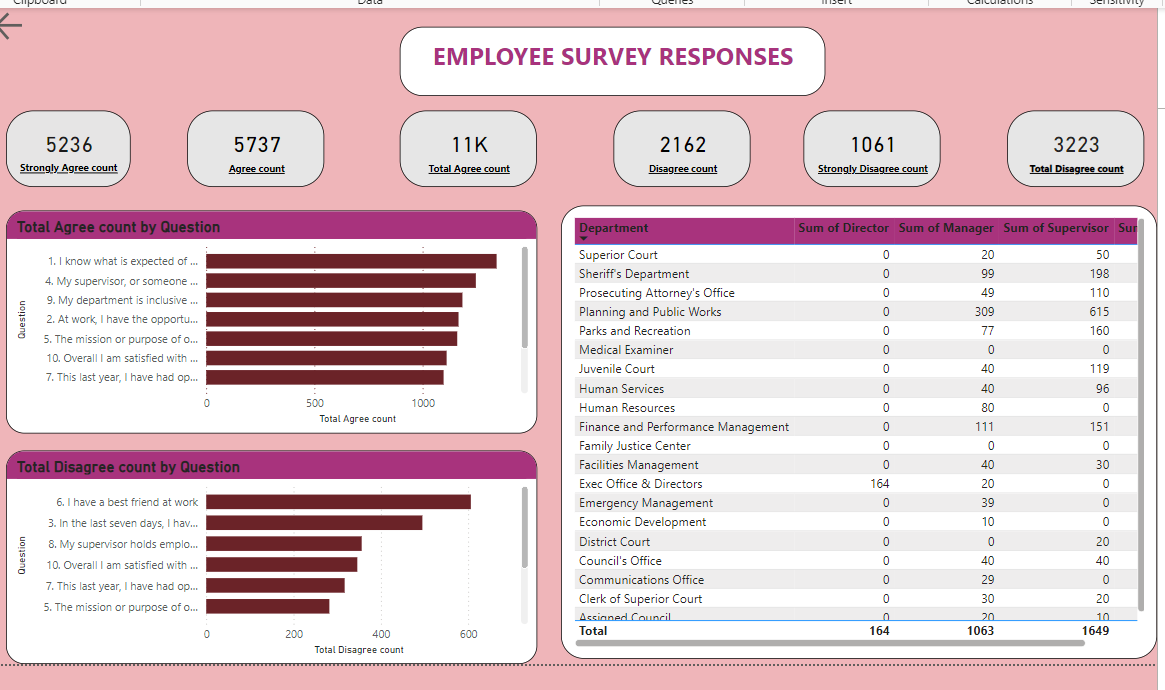 Clipboard Data Queries Insert Calculations Sensitivity
EMPLOYEE SURVEY RESPONSES
5236
Strongly Agree count
5737
Agree count
11K
Total Agree count
2162
Disagree count
1061
Strongly Disagree count
3223
Total Disagree count
Total Agree count by Question
Question
1. I know what is expected of ...
4. My supervisor, or someone ...
9. My department is inclusive ...
2. At work, I have the opportu...
5. The mission or purpose of o...
10. Overall I am satisfied with ...
7. This last year, I have had op...
0 500 1000
Total Agree count
Total Disagree count by Question
Question
6. I have a best friend at work
3. In the last seven days, I hav...
8. My supervisor holds emplo...
10. Overall I am satisfied with ...
7. This last year, I have had op...
5. The mission or purpose of o...
0 200 400 600
Total Disagree count
Department Sum of Director Sum of Manager Sum of Supervisor Sur
Superior Court 0 20 50
Sheriff's Department 0 99 198
Prosecuting Attorney's Office 0 49 110
Planning and Public Works 0 309 615
Parks and Recreation 0 77 160
Medical Examiner 0 0 0
Juvenile Court 0 40 119
Human Services 0 40 96
Human Resources 0 80 0
Finance and Performance Management 0 111 151
Family Justice Center 0 0 0
Facilities Management 0 40 30
Exec Office & Directors 164 20 0
Emergency Management 0 39 0
Economic Development 0 10 0
District Court 0 0 20
Council's Office 0 40 40
Communications Office 0 29 0
Clerk of Superior Court 0 30 20
Assigned Council 0 20 10
Total 164 1063 1649